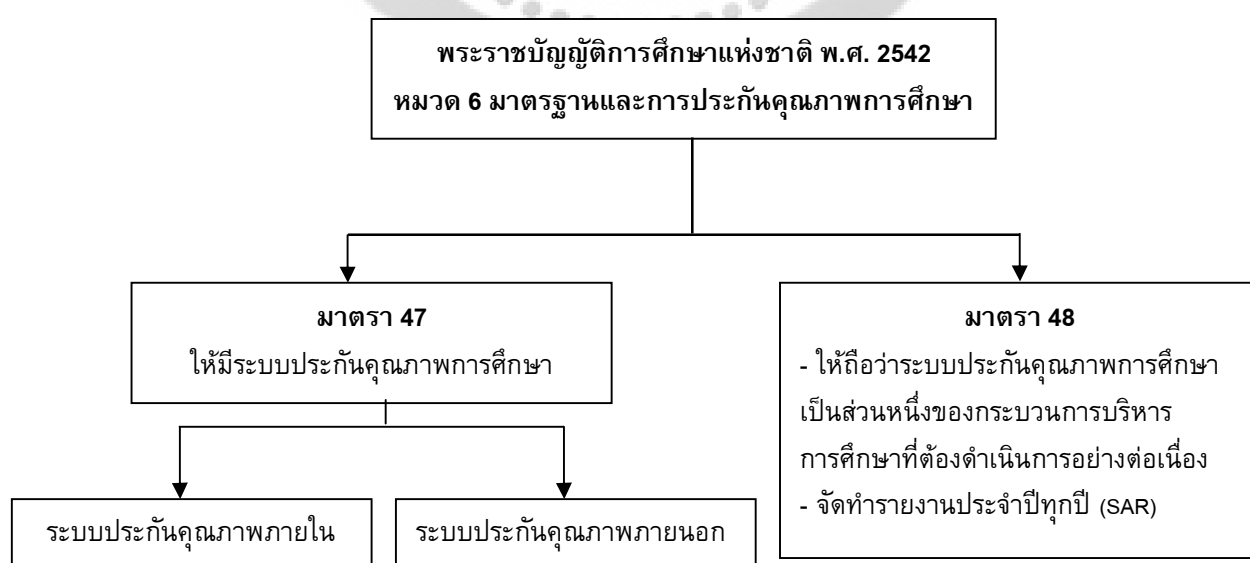 พระราชบัญญัติการศึกษาแห่งชาติ พ.ศ. 2542
หมวด 6 มาตรฐานและการประกันคุณภาพการศึกษา
มาตรา 47
ให้มีระบบประกันคุณภาพการศึกษา
มาตรา 48
- ให้ถือว่าระบบประกันคุณภาพการศึกษา
เป็นส่วนหนึ่งของกระบวนการบริหาร
การศึกษาที่ต้องดำเนินการอย่างต่อเนื่อง
- จัดทำรายงานประจำปีทุกปี (SAR)
ระบบประกันคุณภาพภายใน
ระบบประกันคุณภาพภายนอก